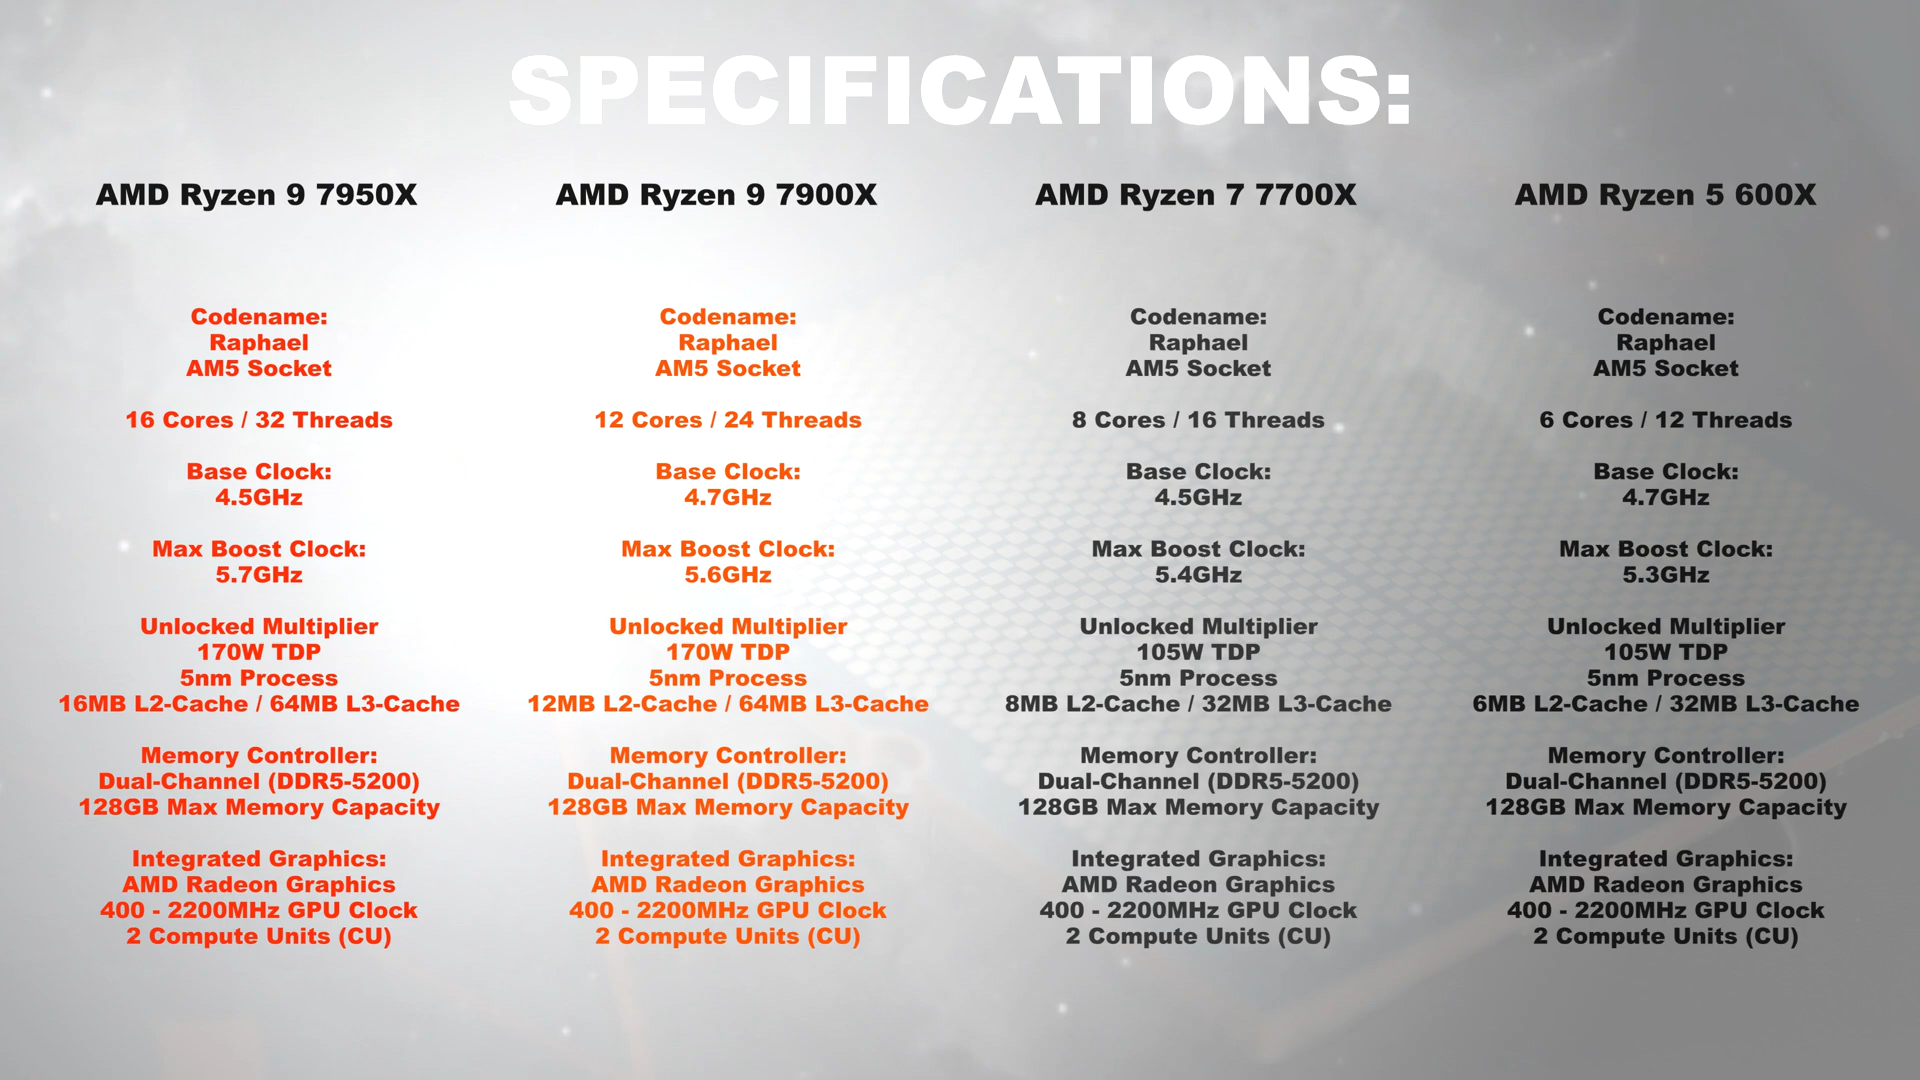 SPECIFICATIONS:
AMD Ryzen 9 7950X
Codename:
Raphael
AM5 Socket
16 Cores / 32 Threads
Base Clock:
4.5GHz
Max Boost Clock:
5.7GHz
Unlocked Multiplier
170W TDP
5nm Process
16MB L2-Cache / 64MB L3-Cache
Memory Controller:
Dual-Channel (DDR5-5200)
128GB Max Memory Capacity
Integrated Graphics:
AMD Radeon Graphics
400 - 2200MHz GPU Clock
2 Compute Units (CU)
AMD Ryzen 9 7900X
Codename:
Raphael
AM5 Socket
12 Cores / 24 Threads
Base Clock:
4.7GHz
Max Boost Clock:
5.6GHz
Unlocked Multiplier
170W TDP
5nm Process
12MB L2-Cache / 64MB L3-Cache
Memory Controller:
Dual-Channel (DDR5-5200)
128GB Max Memory Capacity
Integrated Graphics:
AMD Radeon Graphics
400 - 2200MHz GPU Clock
2 Compute Units (CU)
AMD Ryzen 7 7700X
Codename:
Raphael
AM5 Socket
8 Cores / 16 Threads
Base Clock:
4.5GHz
Max Boost Clock:
5.4GHz
Unlocked Multiplier
105W TDP
5nm Process
8MB L2-Cache / 32MB L3-Cache
Memory Controller:
Dual-Channel (DDR5-5200)
128GB Max Memory Capacity
Integrated Graphics:
AMD Radeon Graphics
400 - 2200MHz GPU Clock
2 Compute Units (CU)
AMD Ryzen 5 600X
Codename:
Raphael
AM5 Socket
6 Cores / 12 Threads
Base Clock:
4.7GHz
Max Boost Clock:
5.3GHz
Unlocked Multiplier
105W TDP
5nm Process
6MB L2-Cache / 32MB L3-Cache
Memory Controller:
Dual-Channel (DDR5-5200)
128GB Max Memory Capacity
Integrated Graphics:
AMD Radeon Graphics
400 - 2200MHz GPU Clock
2 Compute Units (CU)